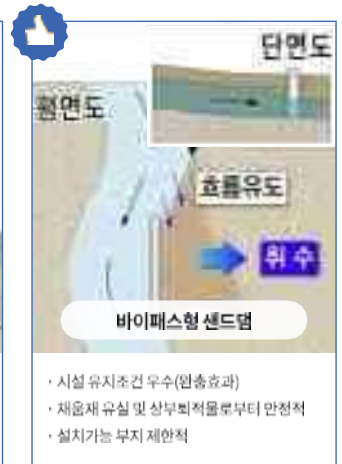 단면도
평면도
흐름유도
취 수
바이패스형 샌드댐
· 시설 유지조건 우수(완충효과)
· 채움재 유실 및 상부퇴적물로부터 안정적
· 설치가능 부지 제한적